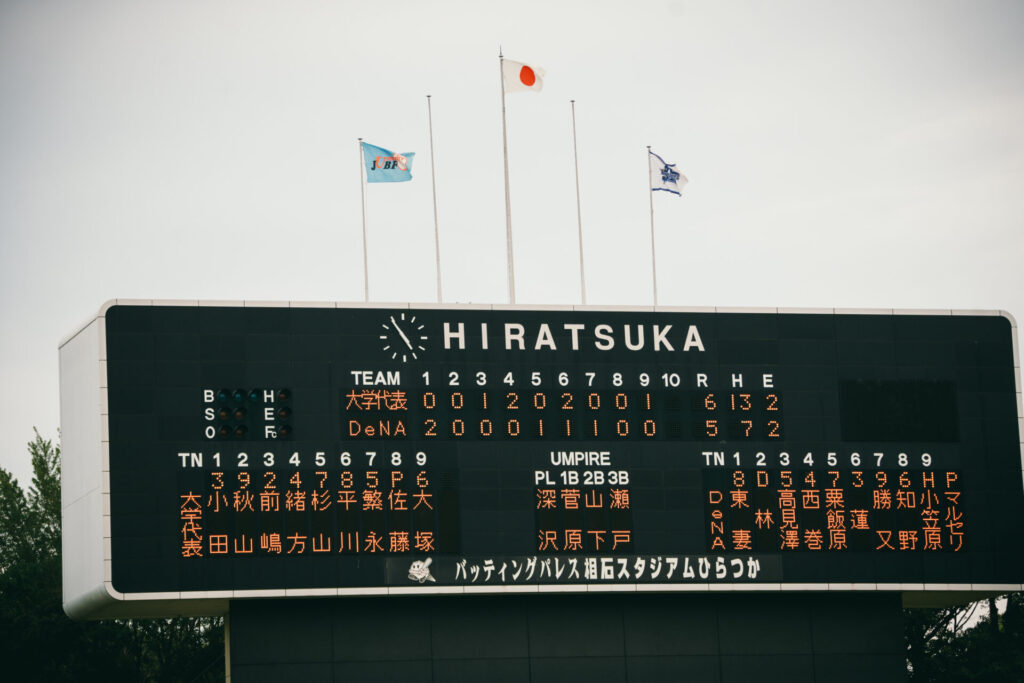 JUBF
HIRATSUKA
TEAM 1 2 3 4 5 6 7 8 9 10 R H E
大学代表 0 0 1 2 0 2 0 0 1 6 13 2
DeNA 2 0 0 0 1 1 1 0 0 5 7 2
B H
S E
O Fc
TN 1 2 3 4 5 6 7 8 9
3 9 2 4 7 8 5 P 6
大学代表 小田 秋山 前嶋 緒方 杉山 平川 繁永 佐藤 大塚
UMPIRE
PL 1B 2B 3B
深沢 菅原 山下 瀬戸
TN 1 2 3 4 5 6 7 8 9
8 D 5 4 7 3 9 6 H P
DeNA 東妻 林 高見澤 西巻 粟飯原 蓮 勝又 知野 小笠原 マルセリ
バッティングパレス相石スタジアムひらつか